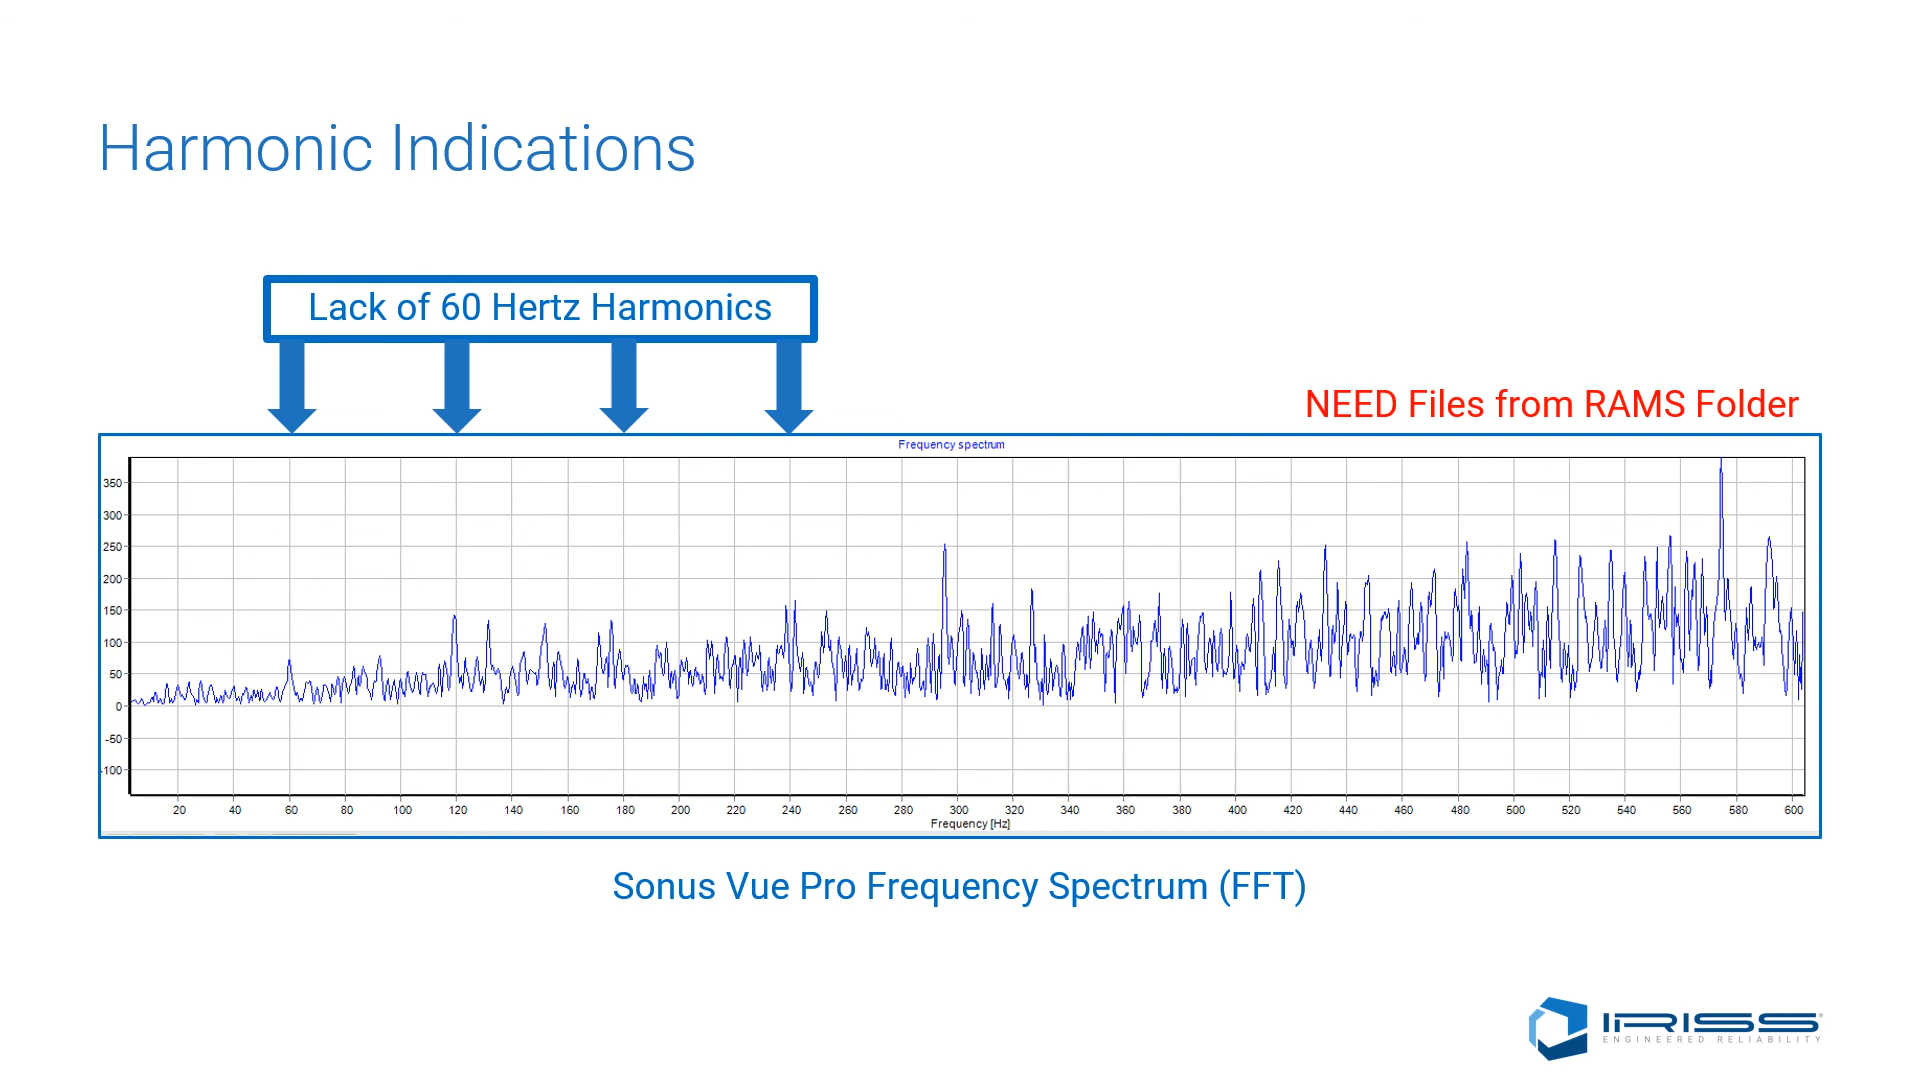 Harmonic Indications
Lack of 60 Hertz Harmonics
NEED Files from RAMS Folder
Frequency spectrum
350
300
250
200
150
100
50
0
-50
-100
20 40 60 80 100 120 140 160 180 200 220 240 260 280 300 320 340 360 380 400 420 440 460 480 500 520 540 560 580 600
Frequency [Hz]
Sonus Vue Pro Frequency Spectrum (FFT)
IRISS
ENGINEERED RELIABILITY